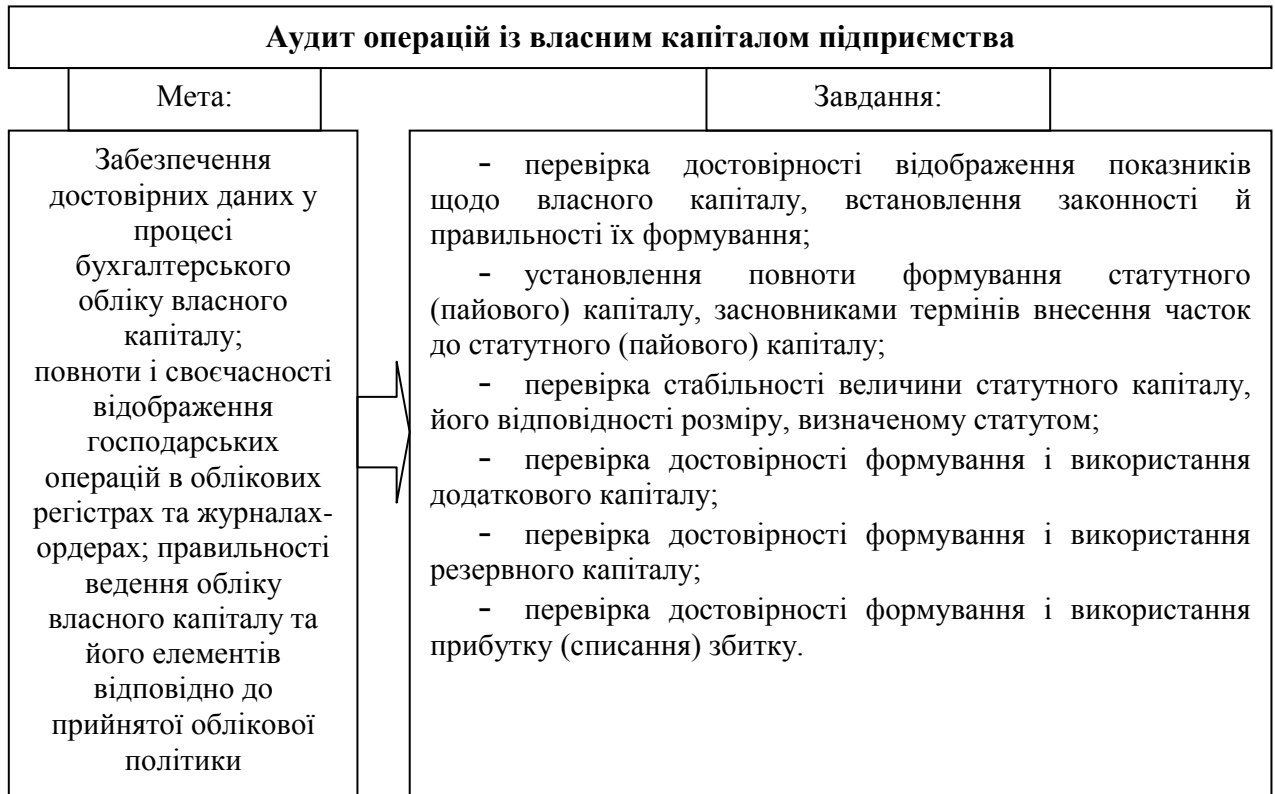 Аудит операцій із власним капіталом підприємства
Мета:
Завдання:
Забезпечення
достовірних даних у
процесі
бухгалтерського
обліку власного
капіталу;
повноти і своєчасності
відображення
господарських
операцій в облікових
регістрах та журналах-
ордерах; правильності
ведення обліку
власного капіталу та
його елементів
відповідно до
прийнятої облікової
політики
- перевірка достовірності відображення показників
щодо власного капіталу, встановлення законності й
правильності їх формування;
- установлення повноти формування статутного
(пайового) капіталу, засновниками термінів внесення часток
до статутного (пайового) капіталу;
- перевірка стабільності величини статутного капіталу,
його відповідності розміру, визначеному статутом;
- перевірка достовірності формування і використання
додаткового капіталу;
- перевірка достовірності формування і використання
резервного капіталу;
- перевірка достовірності формування і використання
прибутку (списання) збитку.